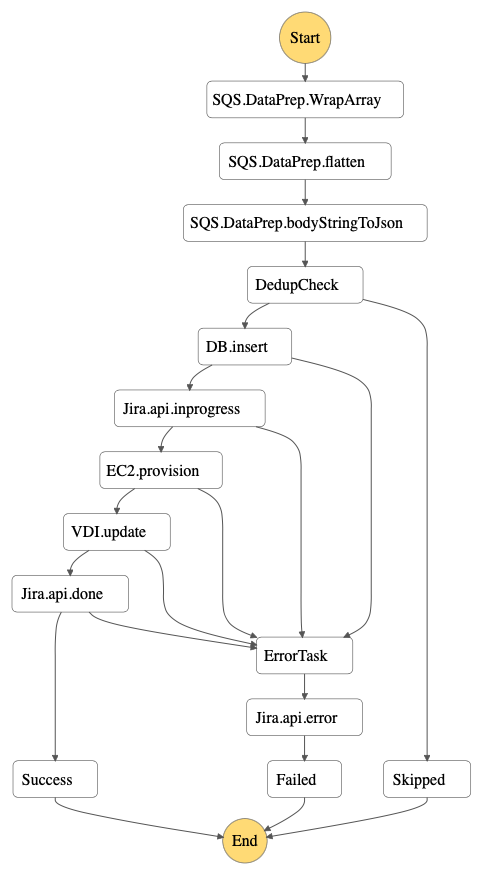 Start
SQS.DataPrep.WrapArray
SQS.DataPrep.flatten
SQS.DataPrep.bodyStringToJson
DedupCheck
DB.insert
Jira.api.inprogress
EC2.provision
VDI.update
Jira.api.done
ErrorTask
Jira.api.error
Success
Failed
Skipped
End